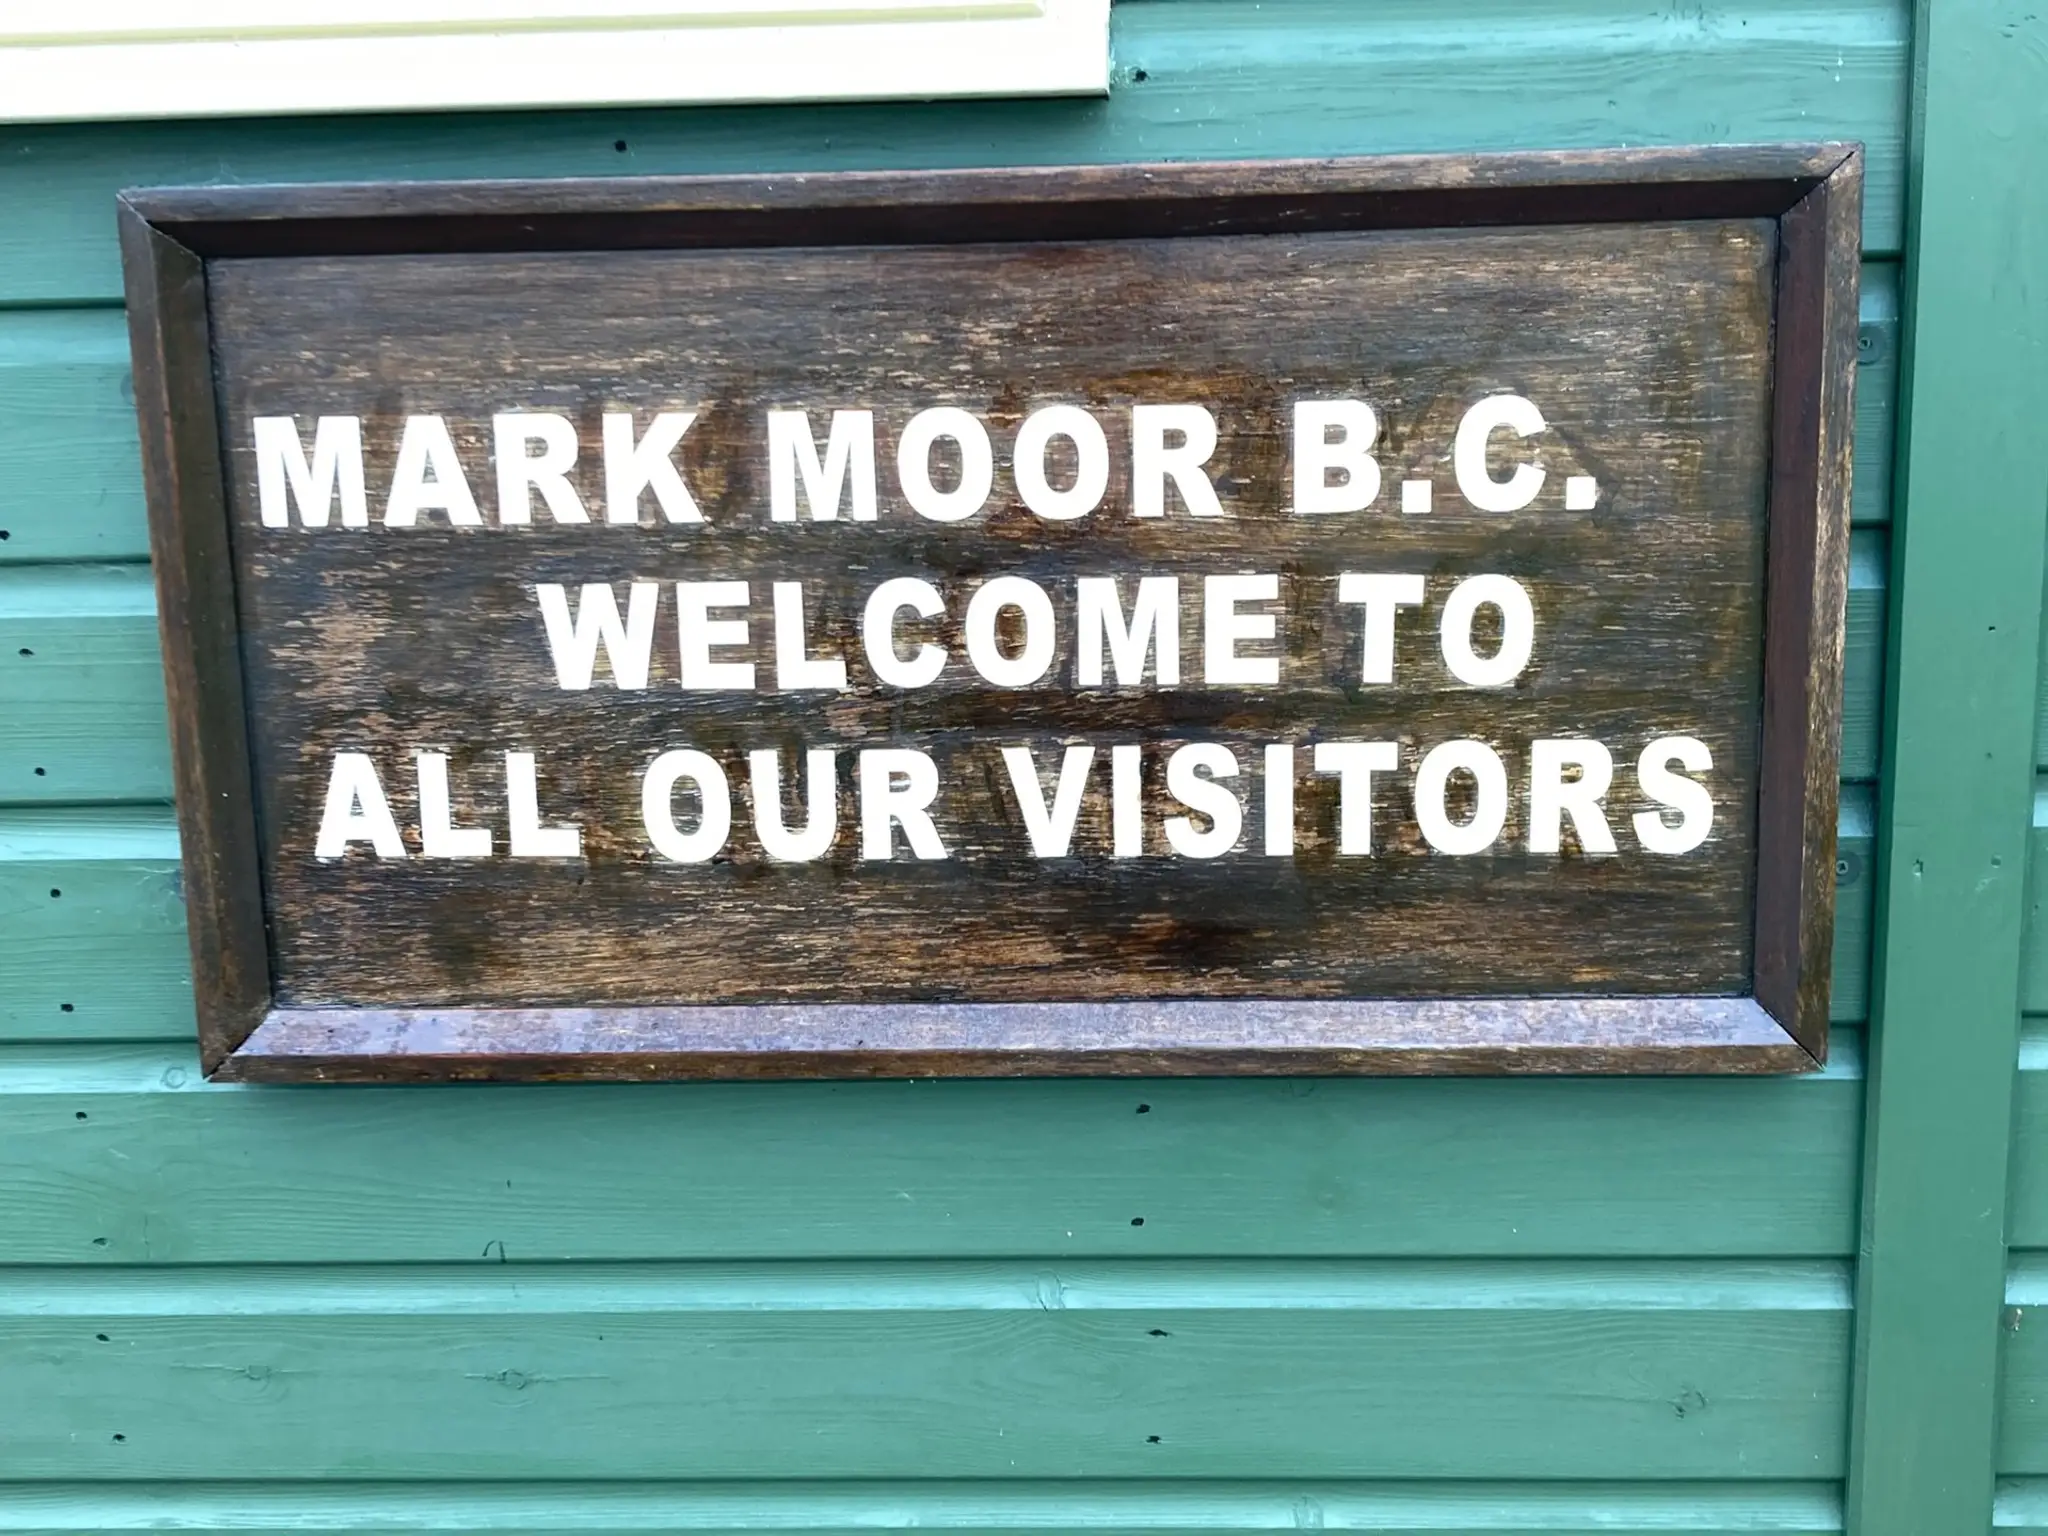 MARK MOOR B.C.
WELCOME TO
ALL OUR VISITORS